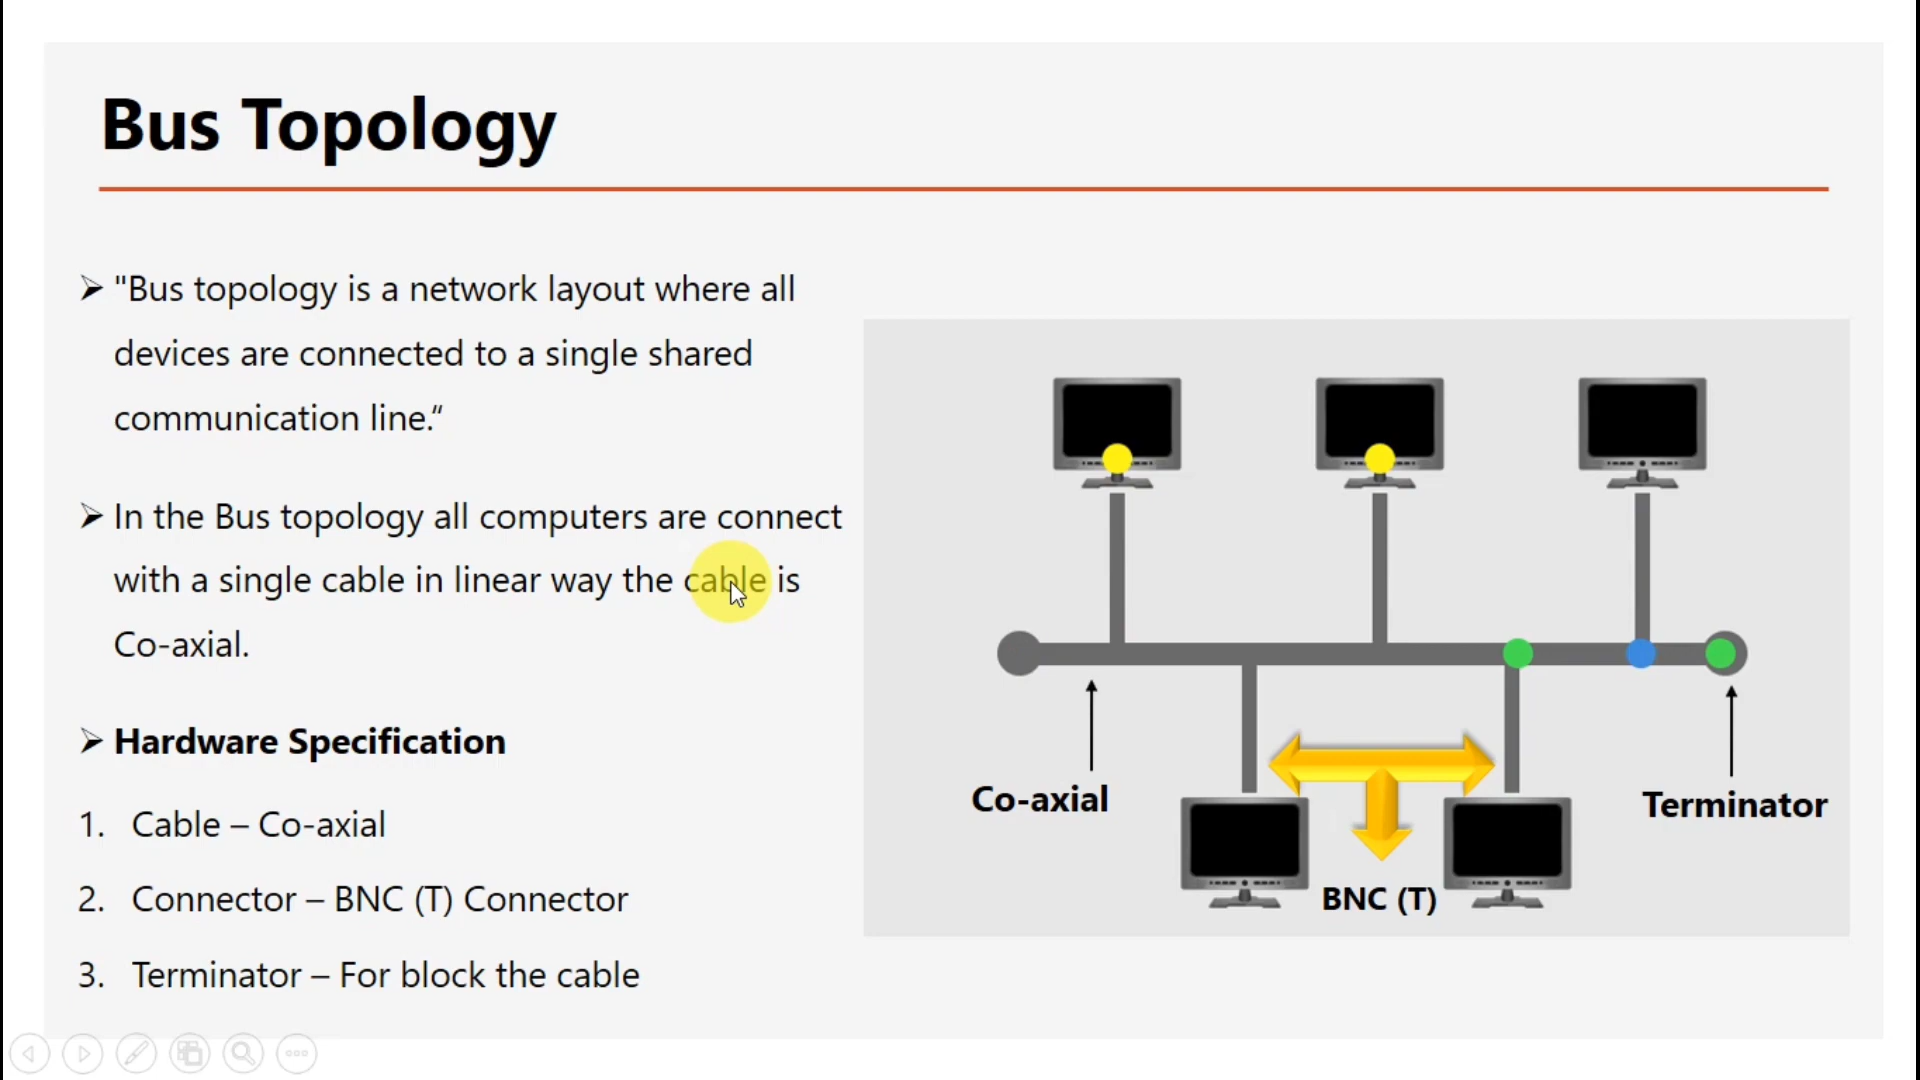 Bus Topology
➢ "Bus topology is a network layout where all
devices are connected to a single shared
communication line.“
➢ In the Bus topology all computers are connect
with a single cable in linear way the cable is
Co-axial.
➢ Hardware Specification
1. Cable – Co-axial
2. Connector – BNC (T) Connector
3. Terminator – For block the cable
Co-axial
Terminator
BNC (T)